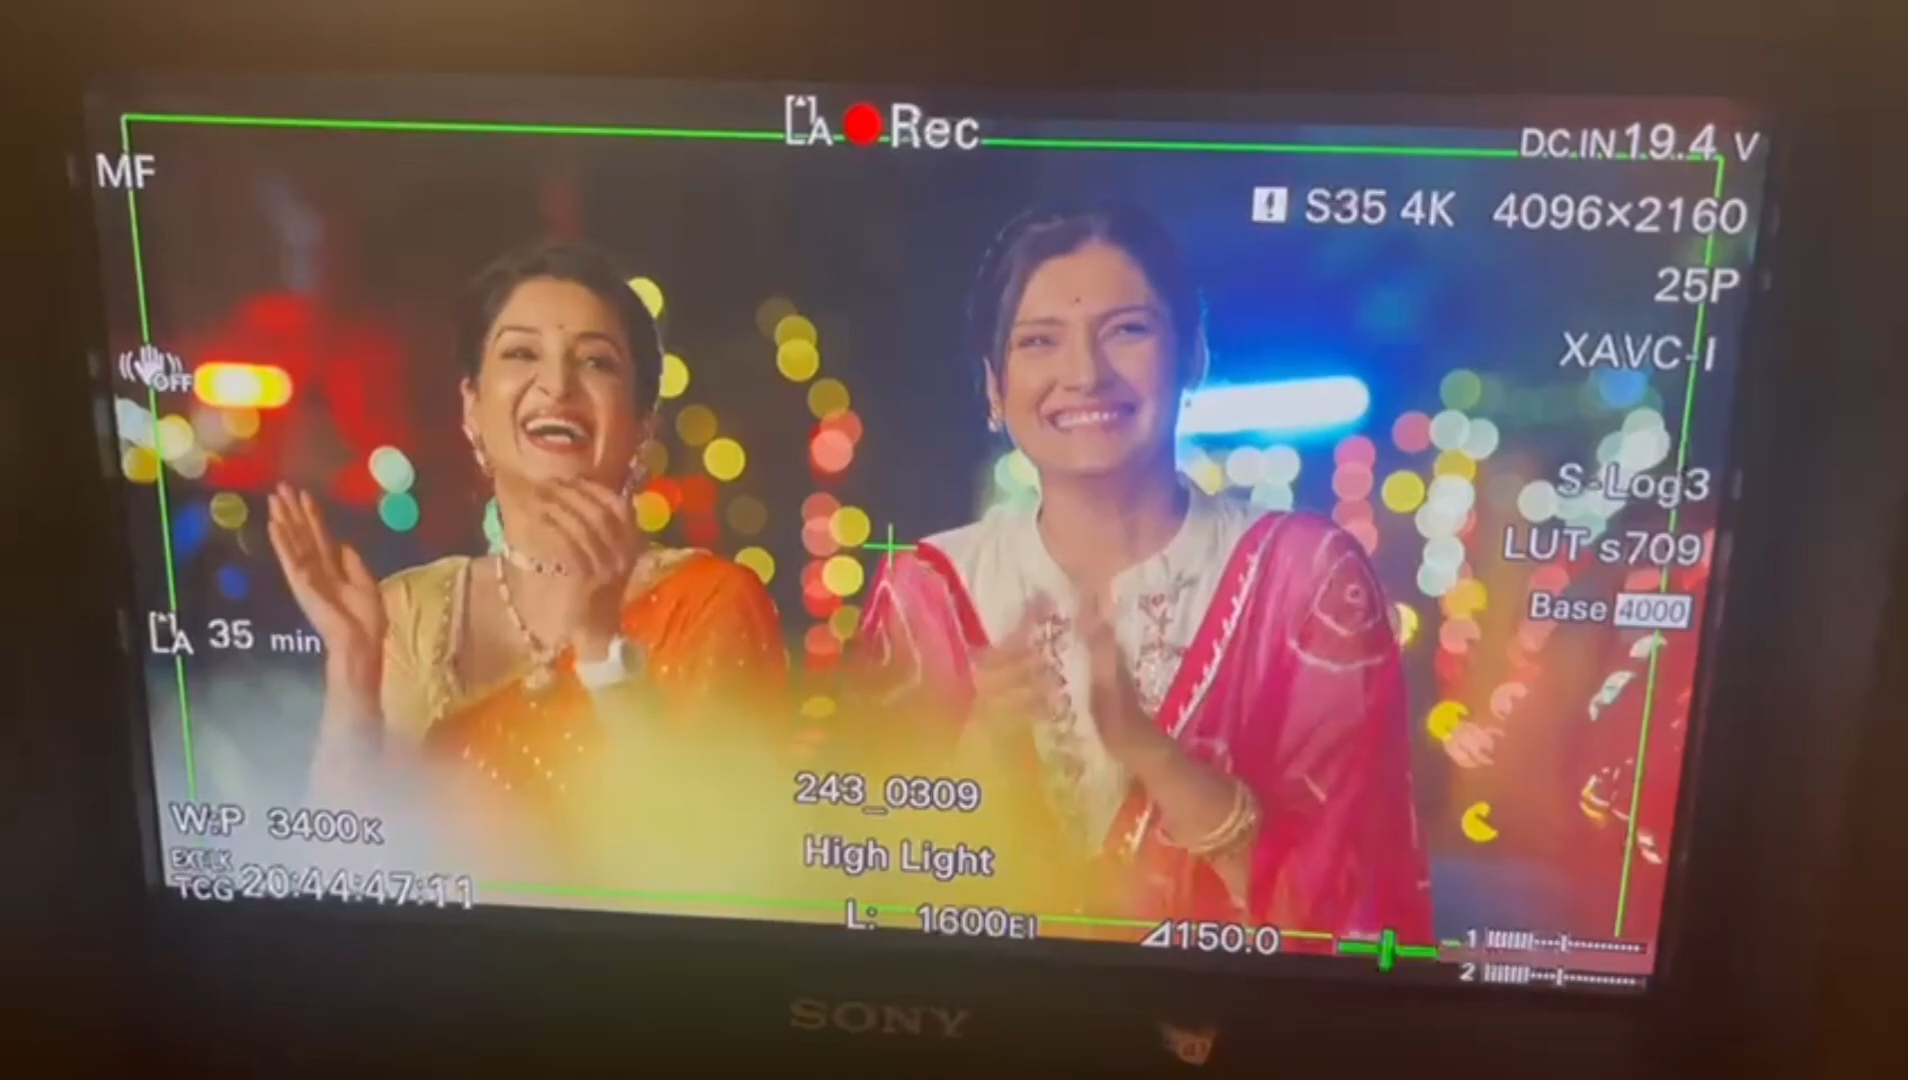 A Rec
DC IN 19.4 V
MF
S35 4K 4096×2160
25P
XAVC-I
OFF
S-Log3
LUT s709
Base 4000
A 35 min
243_0309
W:P 3400K
High Light
EXT-LK
TCG 20:44:47:11
L: 1600EI
150.0
1
2
SONY